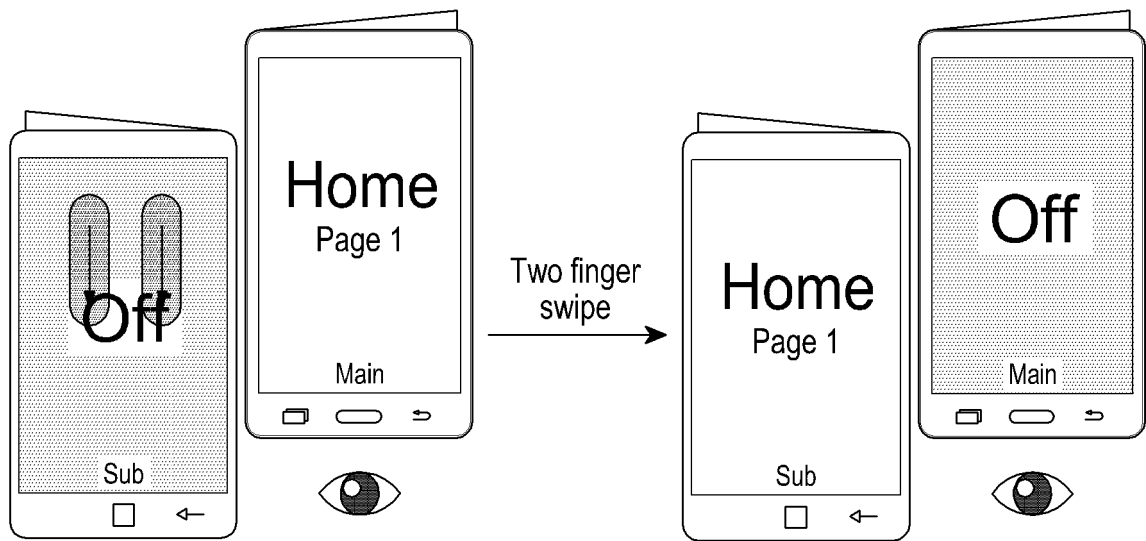 Off
Sub
Home
Page 1
Main
Two finger
swipe
Home
Page 1
Sub
Off
Main